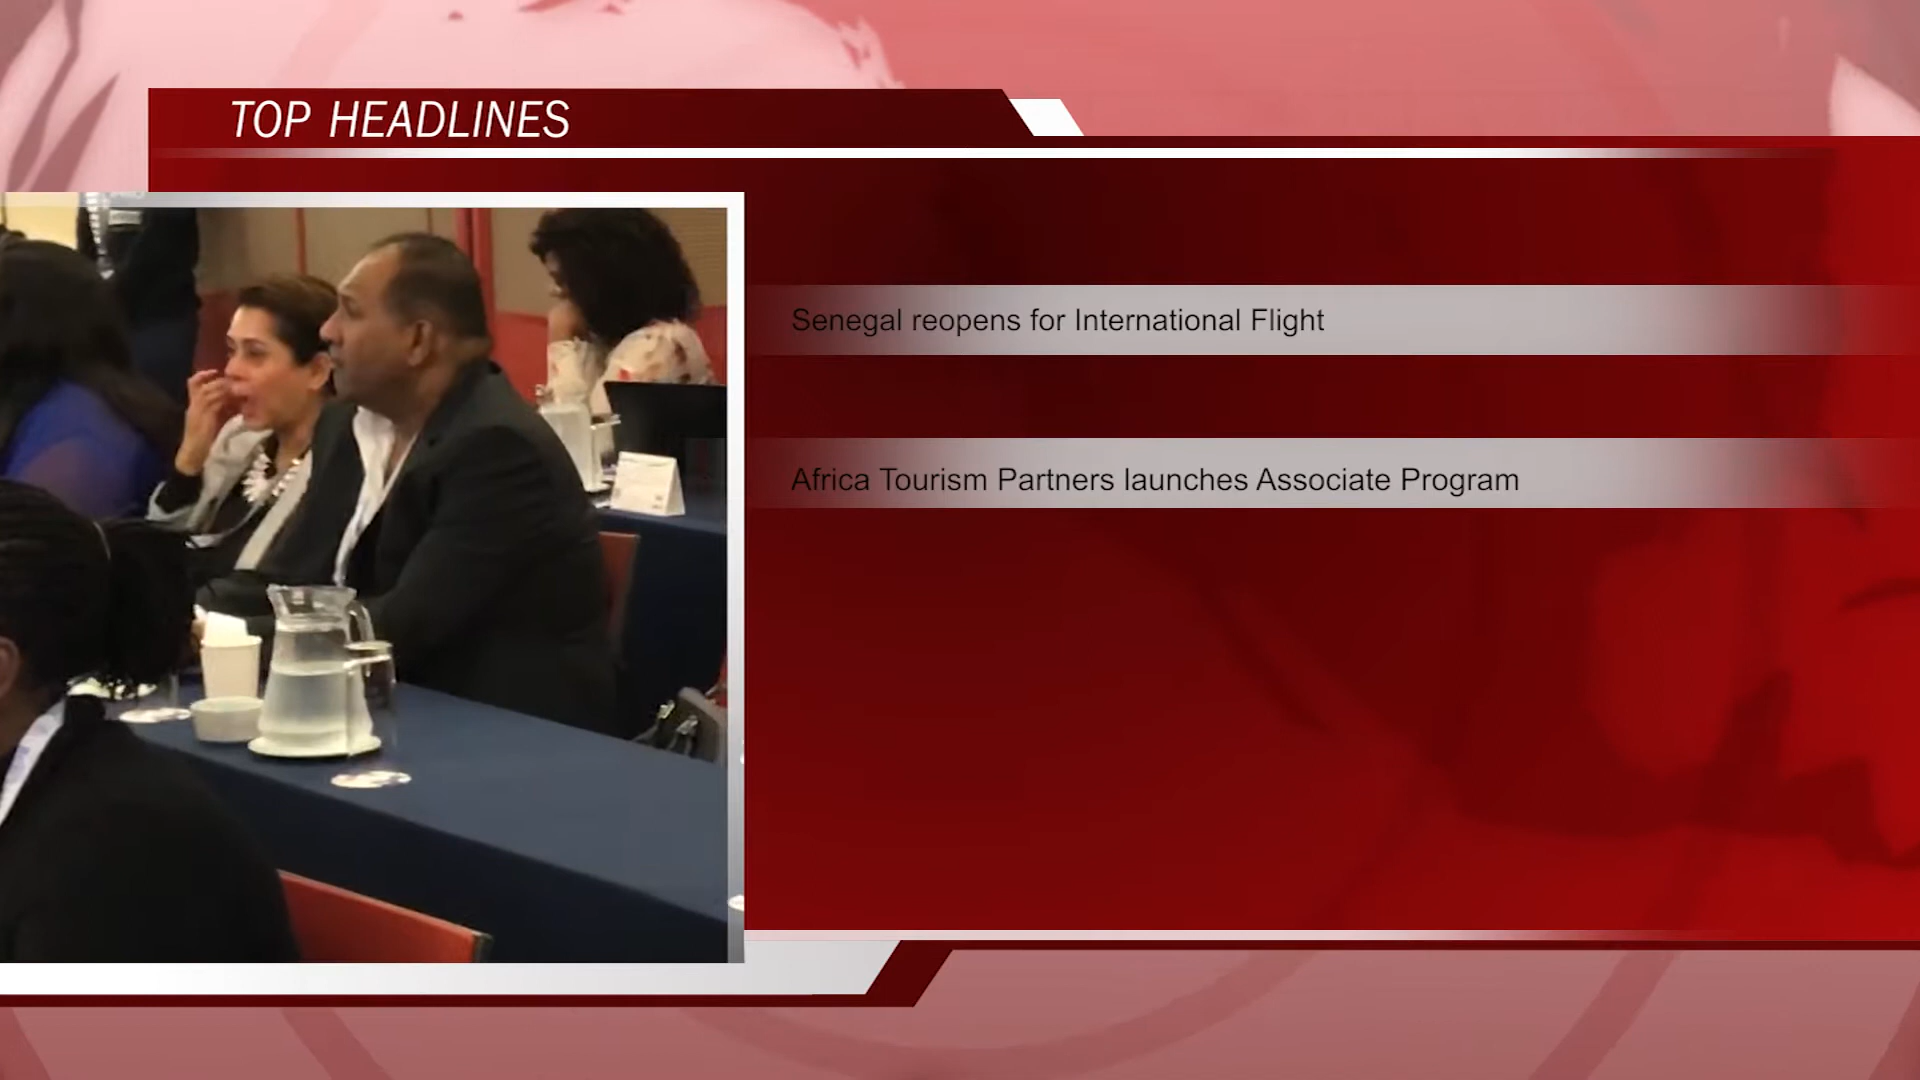 TOP HEADLINES
Senegal reopens for International Flight
Africa Tourism Partners launches Associate Program